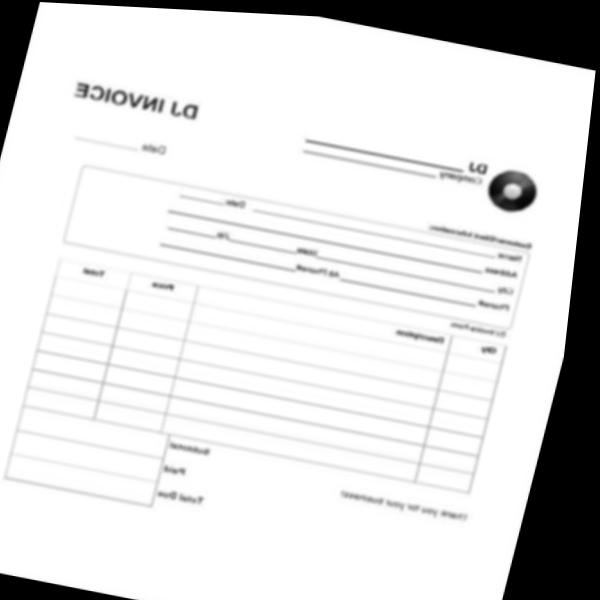 DJ INVOICE
DJ
Company
Date
Customer/Client Information
Name Date
Address
City State Zip
Phone# Alt Phone#
DJ Invoice Form
Qty Description Price Total
Subtotal
Paid
Total Due
Thank you for your business!